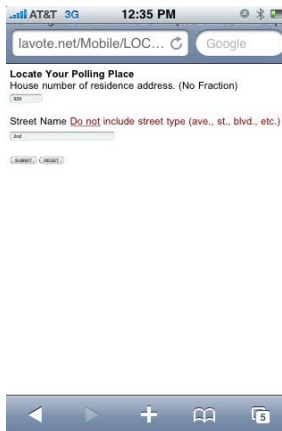 AT&T 3G 12:35 PM
lavote.net/Mobile/LOC... Google
Locate Your Polling Place
House number of residence address. (No Fraction)
Street Name Do not include street type (ave., st., blvd., etc.)
2nd
SUBMIT RESET
5